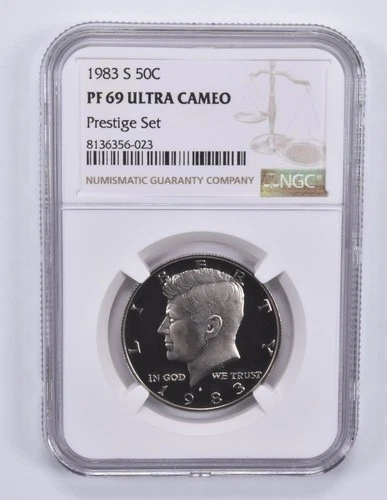 1983 S 50C
PF 69 ULTRA CAMEO
Prestige Set
8136356-023
NUMISMATIC GUARANTY COMPANY
NGC
LIBERTY
IN GOD WE TRUST
1983